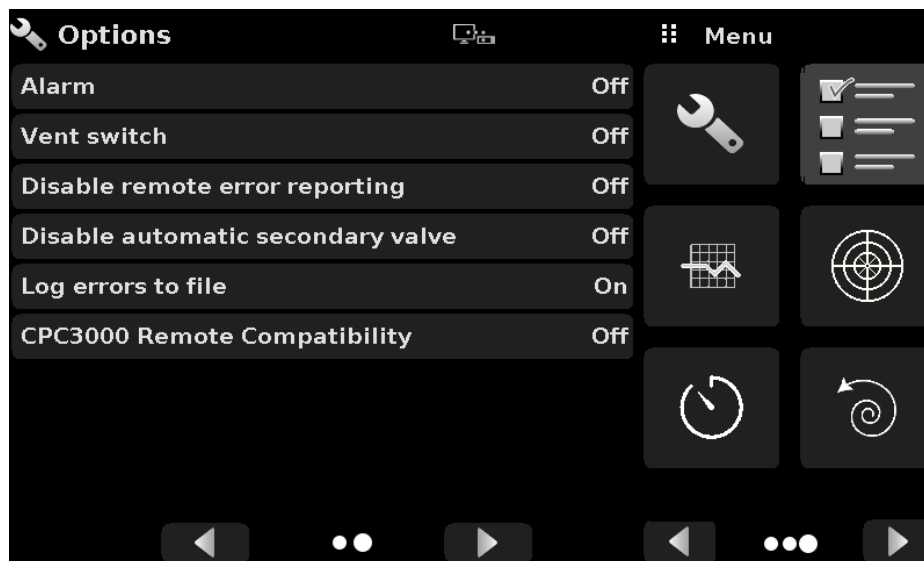 Options
Menu
Alarm Off
Vent switch Off
Disable remote error reporting Off
Disable automatic secondary valve Off
Log errors to file On
CPC3000 Remote Compatibility Off